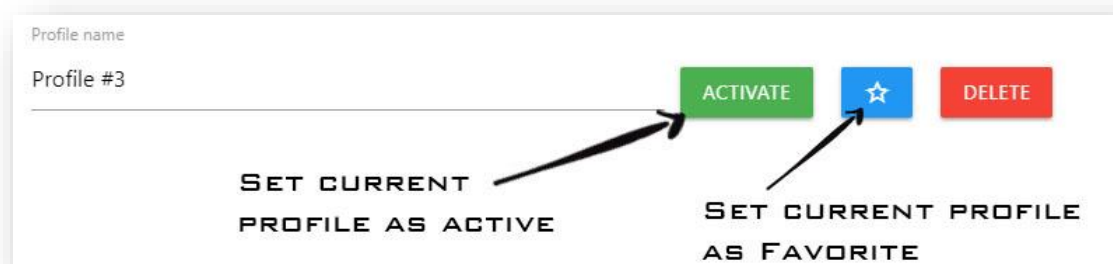 Profile name
Profile #3
ACTIVATE
DELETE
Set current
profile as active
Set current profile
as Favorite